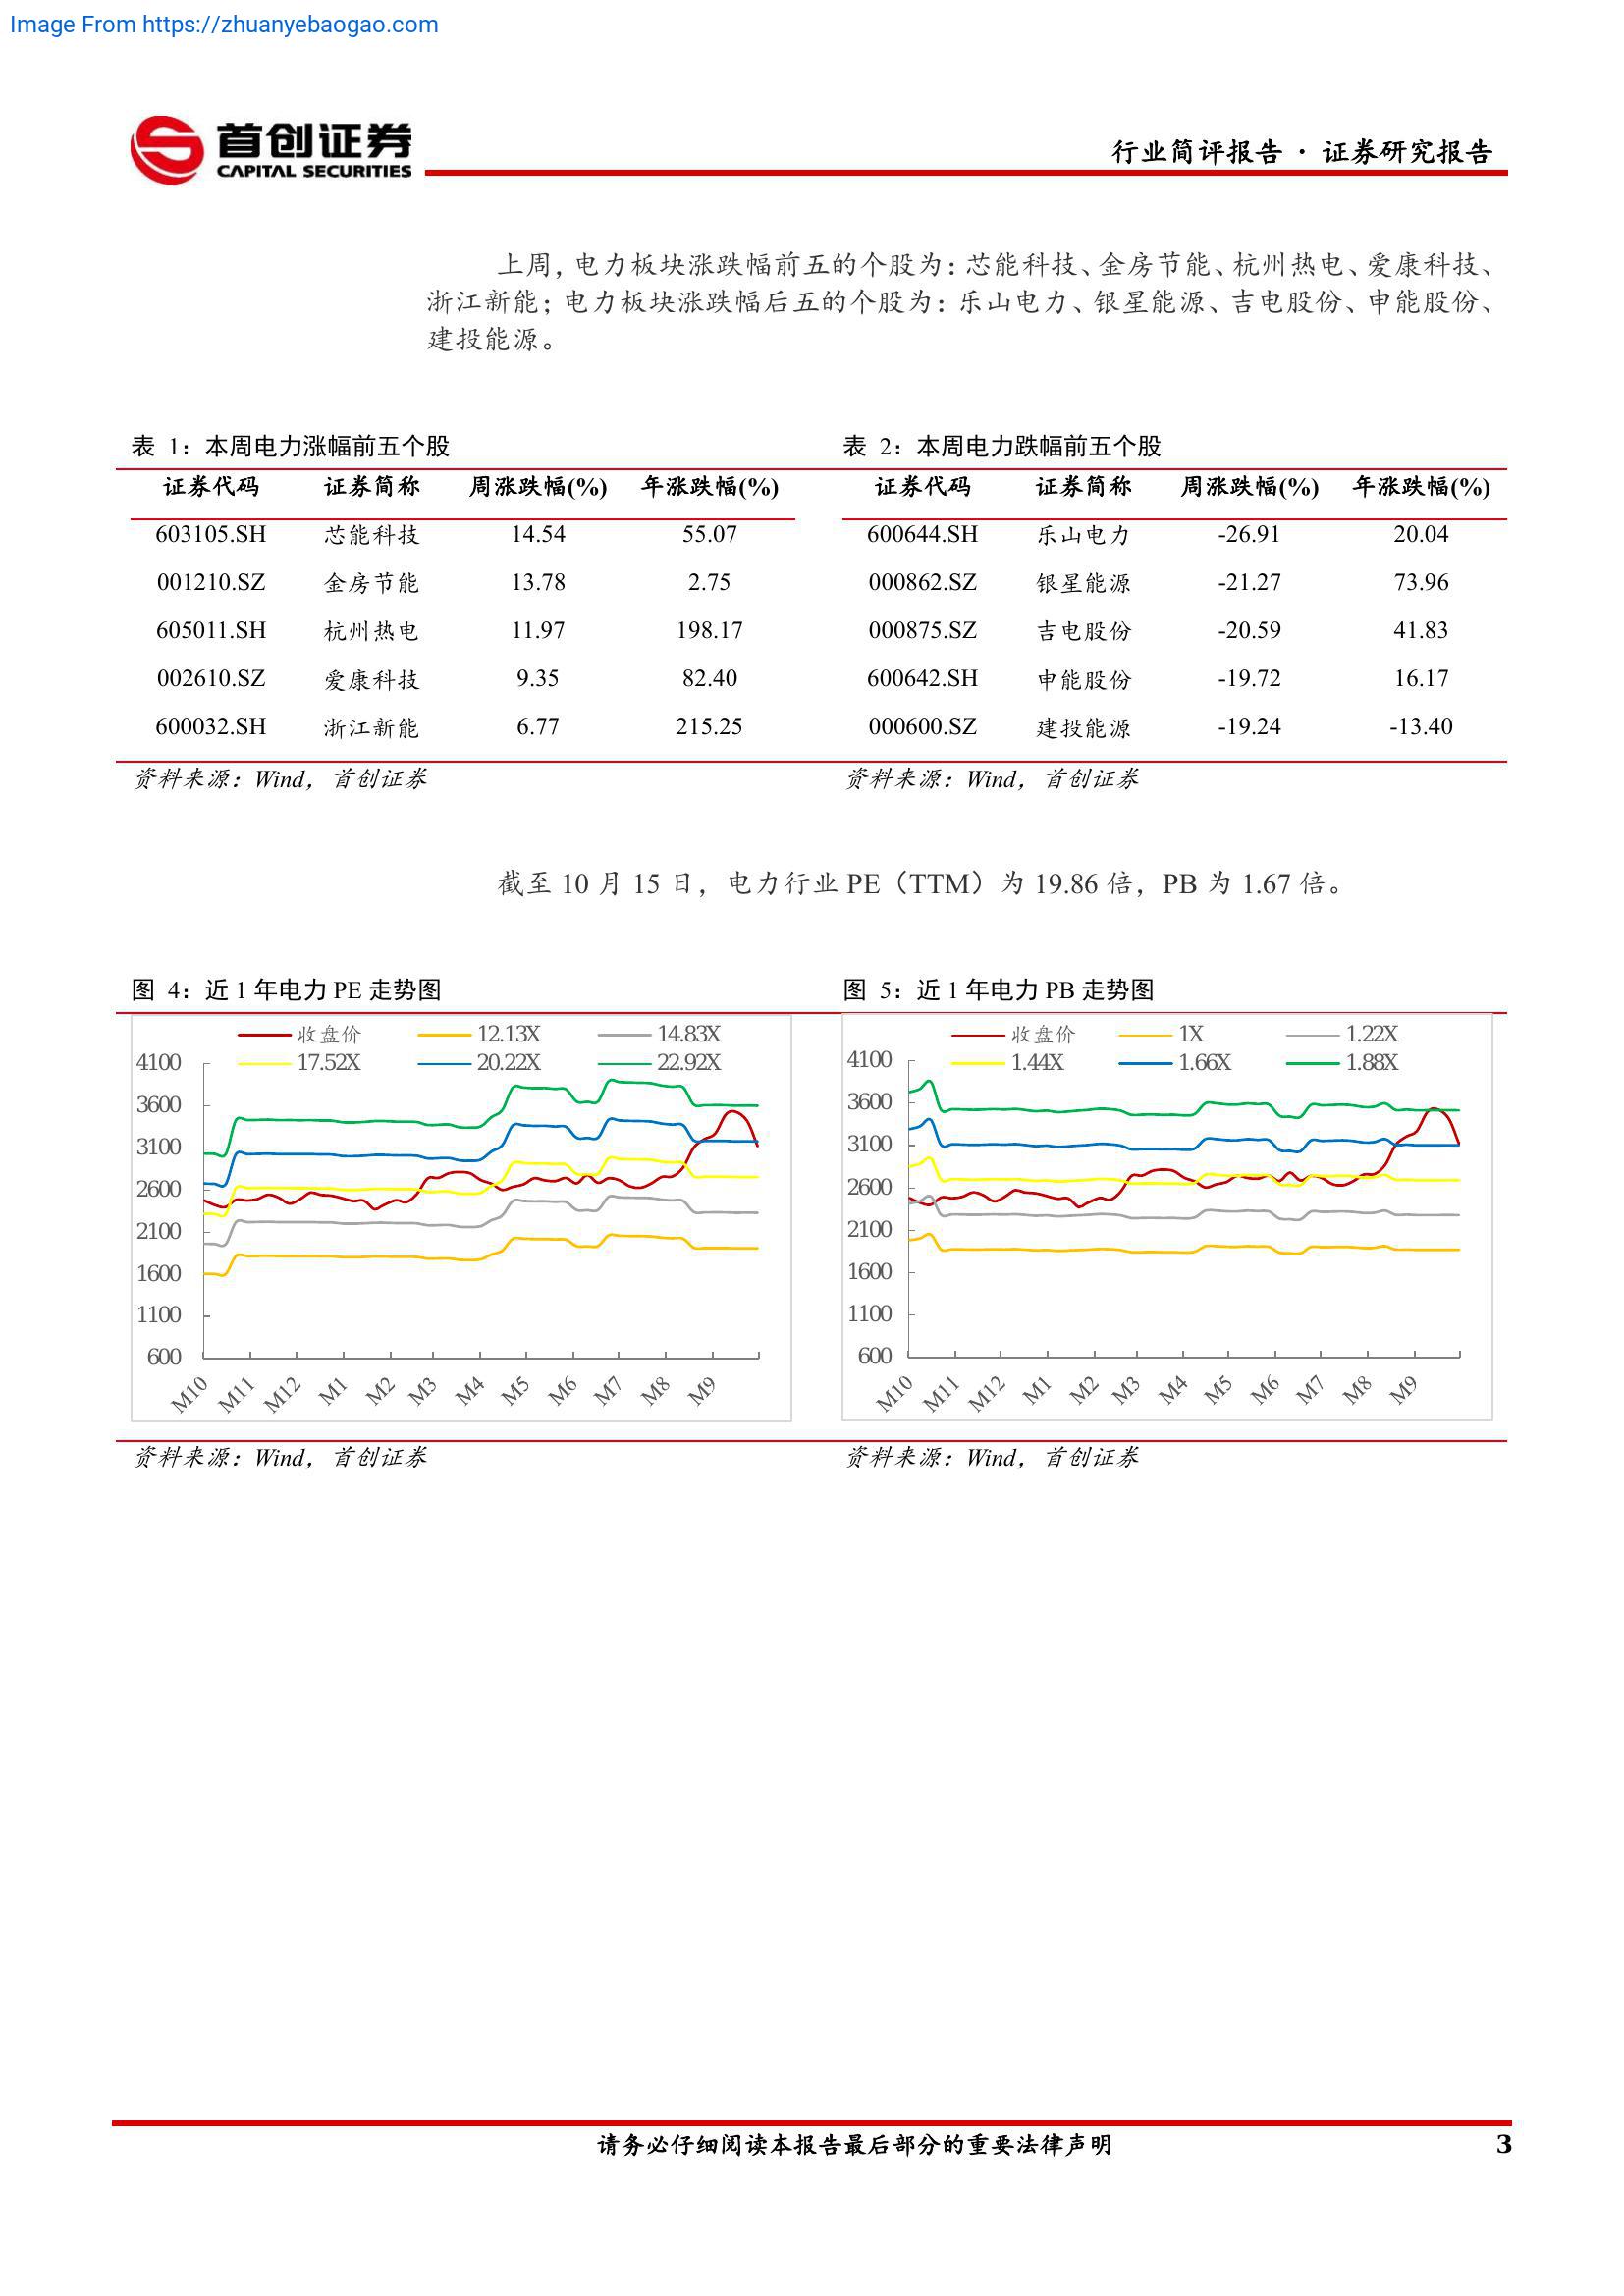 Image From https://zhuanyebaogao.com
首创证券
CAPITAL SECURITIES
行业简评报告 · 证券研究报告
上周，电力板块涨跌幅前五的个股为：芯能科技、金房节能、杭州热电、爱康科技、
浙江新能；电力板块涨跌幅后五的个股为：乐山电力、银星能源、吉电股份、申能股份、
建投能源。
表 1：本周电力涨幅前五个股
证券代码 证券简称 周涨跌幅(%) 年涨跌幅(%)
603105.SH 芯能科技 14.54 55.07
001210.SZ 金房节能 13.78 2.75
605011.SH 杭州热电 11.97 198.17
002610.SZ 爱康科技 9.35 82.40
600032.SH 浙江新能 6.77 215.25
资料来源：Wind，首创证券
表 2：本周电力跌幅前五个股
证券代码 证券简称 周涨跌幅(%) 年涨跌幅(%)
600644.SH 乐山电力 -26.91 20.04
000862.SZ 银星能源 -21.27 73.96
000875.SZ 吉电股份 -20.59 41.83
600642.SH 申能股份 -19.72 16.17
000600.SZ 建投能源 -19.24 -13.40
资料来源：Wind，首创证券
截至 10 月 15 日，电力行业 PE（TTM）为 19.86 倍，PB 为 1.67 倍。
图 4：近 1 年电力 PE 走势图
收盘价 12.13X 14.83X
17.52X 20.22X 22.92X
4100
3600
3100
2600
2100
1600
1100
600
M10 M11 M12 M1 M2 M3 M4 M5 M6 M7 M8 M9
资料来源：Wind，首创证券
图 5：近 1 年电力 PB 走势图
收盘价 1X 1.22X
1.44X 1.66X 1.88X
4100
3600
3100
2600
2100
1600
1100
600
M10 M11 M12 M1 M2 M3 M4 M5 M6 M7 M8 M9
资料来源：Wind，首创证券
请务必仔细阅读本报告最后部分的重要法律声明
3